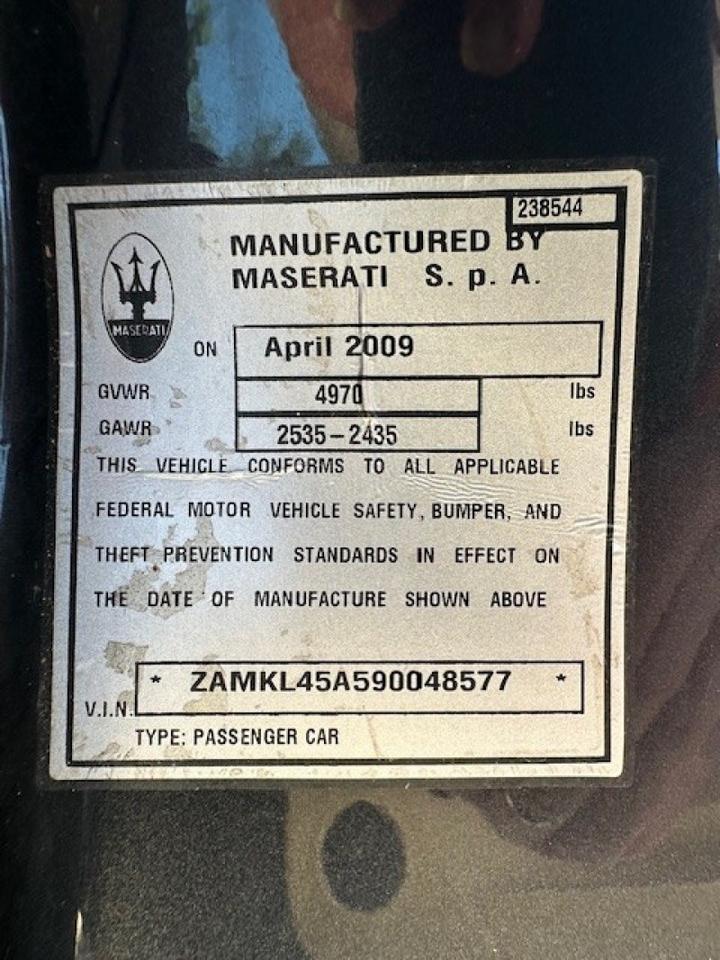 238544
MANUFACTURED BY
MASERATI S. p. A.
MASERATI
ON April 2009
GVWR 4970 lbs
GAWR 2535-2435 lbs
THIS VEHICLE CONFORMS TO ALL APPLICABLE
FEDERAL MOTOR VEHICLE SAFETY, BUMPER, AND
THEFT PREVENTION STANDARDS IN EFFECT ON
THE DATE OF MANUFACTURE SHOWN ABOVE
V.I.N. * ZAMKL45A590048577 *
TYPE: PASSENGER CAR